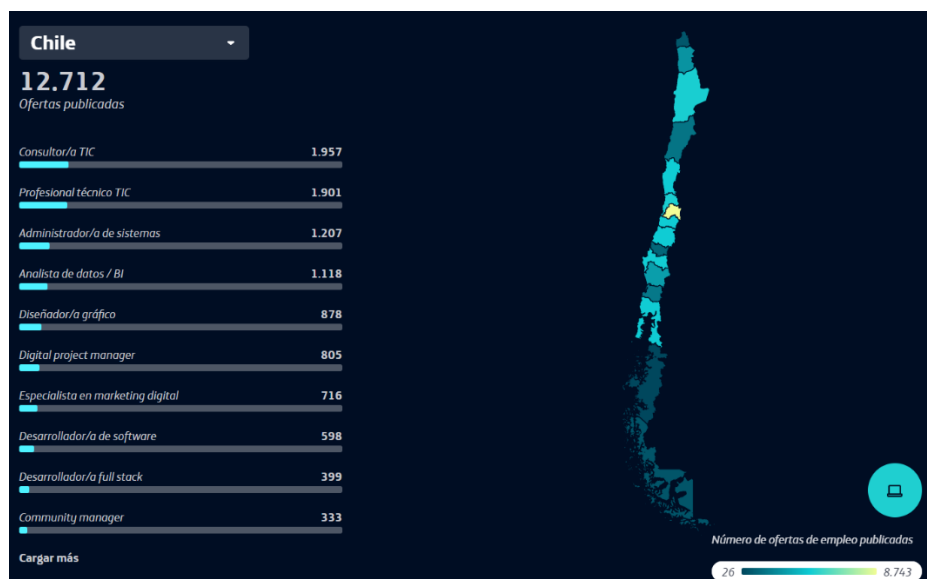 Chile
12.712
Ofertas publicadas
Consultor/a TIC 1.957
Profesional técnico TIC 1.901
Administrador/a de sistemas 1.207
Analista de datos / BI 1.118
Diseñador/a gráfico 878
Digital project manager 805
Especialista en marketing digital 716
Desarrollador/a de software 598
Desarrollador/a full stack 399
Community manager 333
Cargar más
Número de ofertas de empleo publicadas
26 8.743